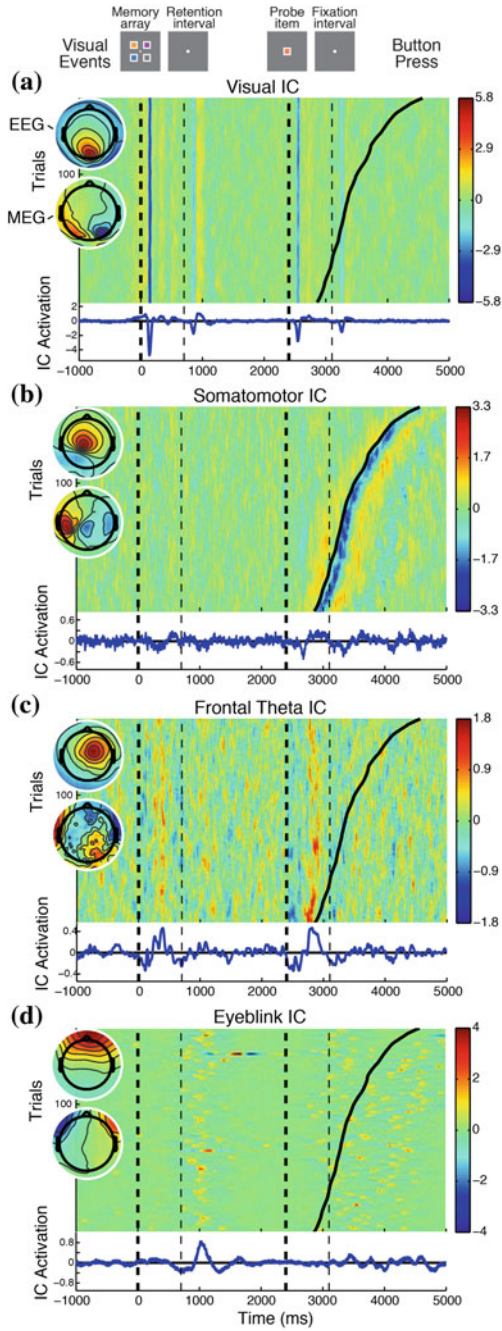 Memory array
Retention interval
Probe item
Fixation interval
Visual Events
Button Press
(a) Visual IC
EEG
MEG
Trials
100
5.8
2.9
0
−2.9
−5.8
IC Activation
2
0
−2
−4
−1000 0 1000 2000 3000 4000 5000
(b) Somatomotor IC
Trials
100
3.3
1.7
0
−1.7
−3.3
IC Activation
0.6
0
−0.6
−1000 0 1000 2000 3000 4000 5000
(c) Frontal Theta IC
Trials
100
1.8
0.9
0
−0.9
−1.8
IC Activation
0.4
0
−0.4
−1000 0 1000 2000 3000 4000 5000
(d) Eyeblink IC
Trials
100
4
2
0
−2
−4
IC Activation
0.8
0
−0.8
−1000 0 1000 2000 3000 4000 5000
Time (ms)